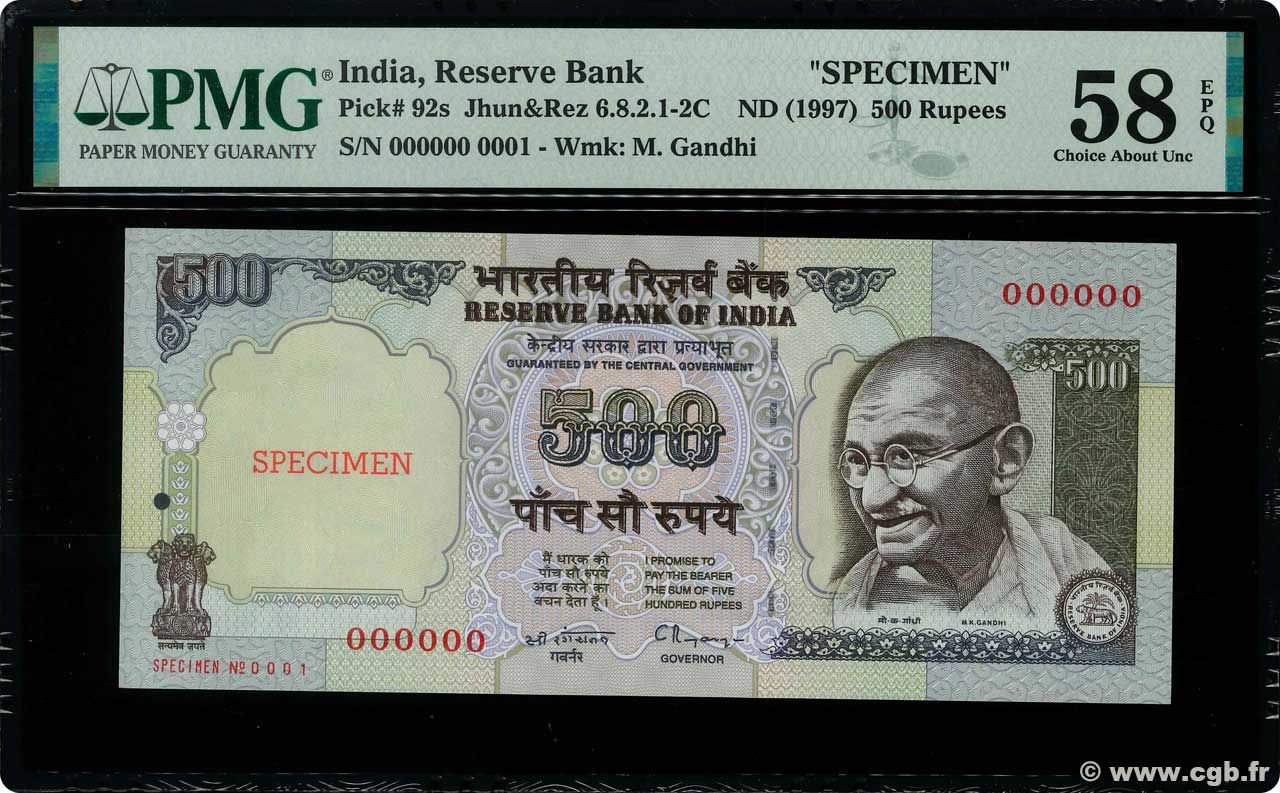 PMG®
PAPER MONEY GUARANTY
India, Reserve Bank "SPECIMEN"
Pick# 92s Jhun&Rez 6.8.2.1-2C ND (1997) 500 Rupees
S/N 000000 0001 - Wmk: M. Gandhi
58 EPQ
Choice About Unc
500
भारतीय रिज़र्व बैंक
RESERVE BANK OF INDIA
000000
केन्द्रीय सरकार द्वारा प्रत्याभूत
GUARANTEED BY THE CENTRAL GOVERNMENT
500
500
SPECIMEN
पाँच सौ रुपये
मैं धारक को
पाँच सौ रुपये
अदा करने का
वचन देता हूँ ।
I PROMISE TO
PAY THE BEARER
THE SUM OF FIVE
HUNDRED RUPEES
मो·क·गांधी
M.K.GANDHI
RESERVE BANK OF INDIA
000000
गवर्नर
GOVERNOR
सत्यमेव जयते
SPECIMEN No 0001
© www.cgb.fr